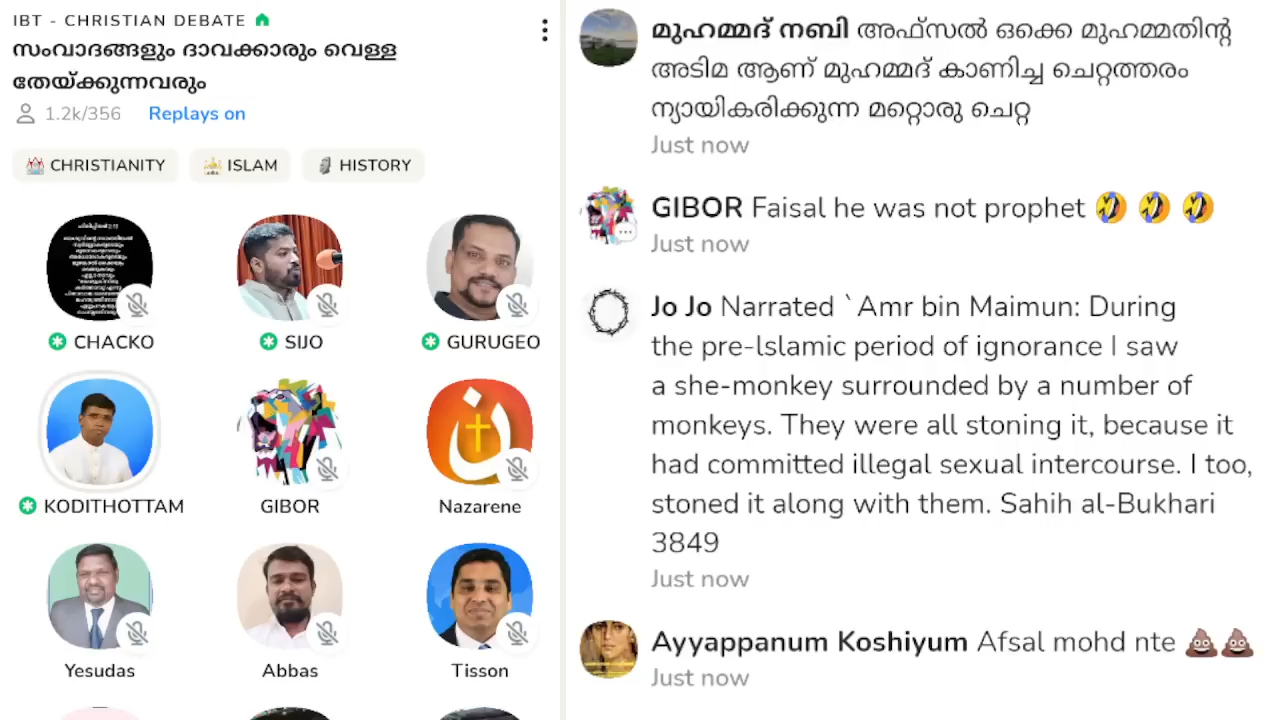 IBT - CHRISTIAN DEBATE
സംവാദങ്ങളും ദാവക്കാരും വെള്ള
തേയ്ക്കുന്നവരും
1.2k/356
Replays on
CHRISTIANITY
ISLAM
HISTORY
CHACKO
SIJO
GURUGEO
KODITHOTTAM
GIBOR
Nazarene
Yesudas
Abbas
Tisson
മുഹമ്മദ് നബി അഫ്സൽ ഒക്കെ മുഹമ്മതിന്റ
അടിമ ആണ് മുഹമ്മദ് കാണിച്ച ചെറ്റത്തരം
ന്യായികരിക്കുന്ന മറ്റൊരു ചെറ്റ
Just now
GIBOR Faisal he was not prophet 🤣 🤣 🤣
Just now
Jo Jo Narrated `Amr bin Maimun: During
the pre-lslamic period of ignorance I saw
a she-monkey surrounded by a number of
monkeys. They were all stoning it, because it
had committed illegal sexual intercourse. I too,
stoned it along with them. Sahih al-Bukhari
3849
Just now
Ayyappanum Koshiyum Afsal mohd nte 💩💩
Just now